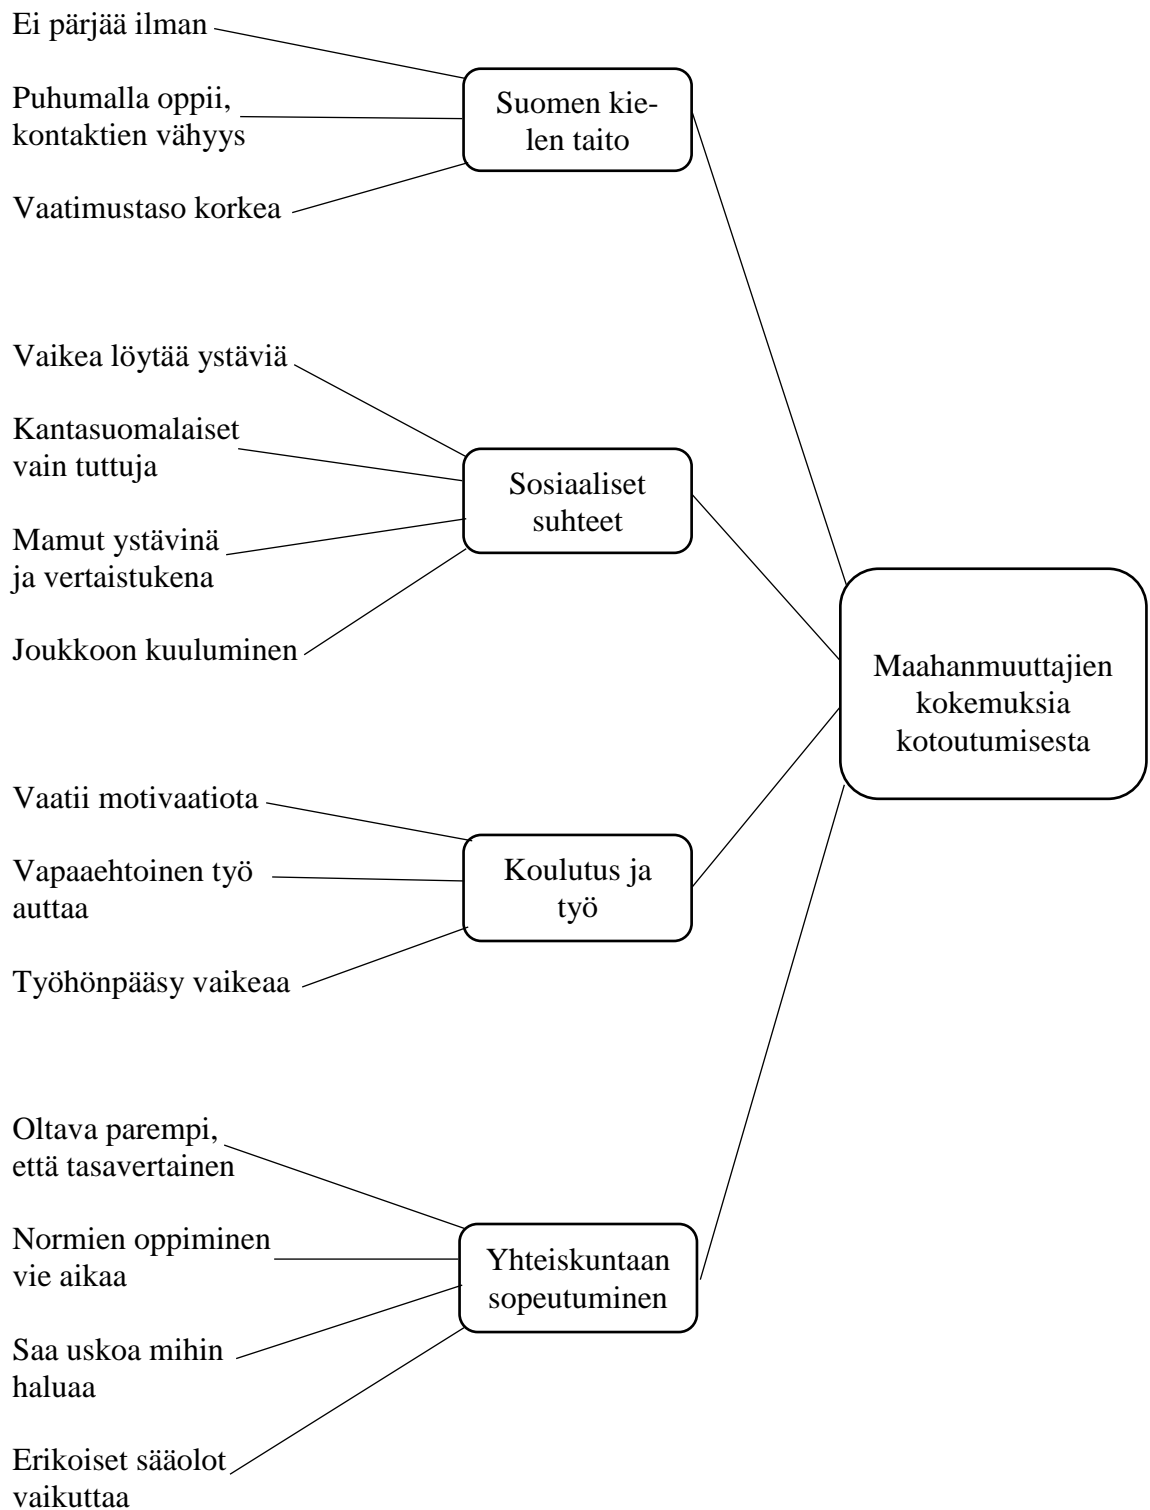 Ei pärjää ilman
Puhumalla oppii,
kontaktien vähyys
Vaatimustaso korkea
Suomen kie-
len taito
Vaikea löytää ystäviä
Kantasuomalaiset
vain tuttuja
Mamut ystävinä
ja vertaistukena
Joukkoon kuuluminen
Sosiaaliset
suhteet
Vaatii motivaatiota
Vapaaehtoinen työ
auttaa
Työhönpääsy vaikeaa
Koulutus ja
työ
Oltava parempi,
että tasavertainen
Normien oppiminen
vie aikaa
Saa uskoa mihin
haluaa
Erikoiset sääolot
vaikuttaa
Yhteiskuntaan
sopeutuminen
Maahanmuuttajien
kokemuksia
kotoutumisesta